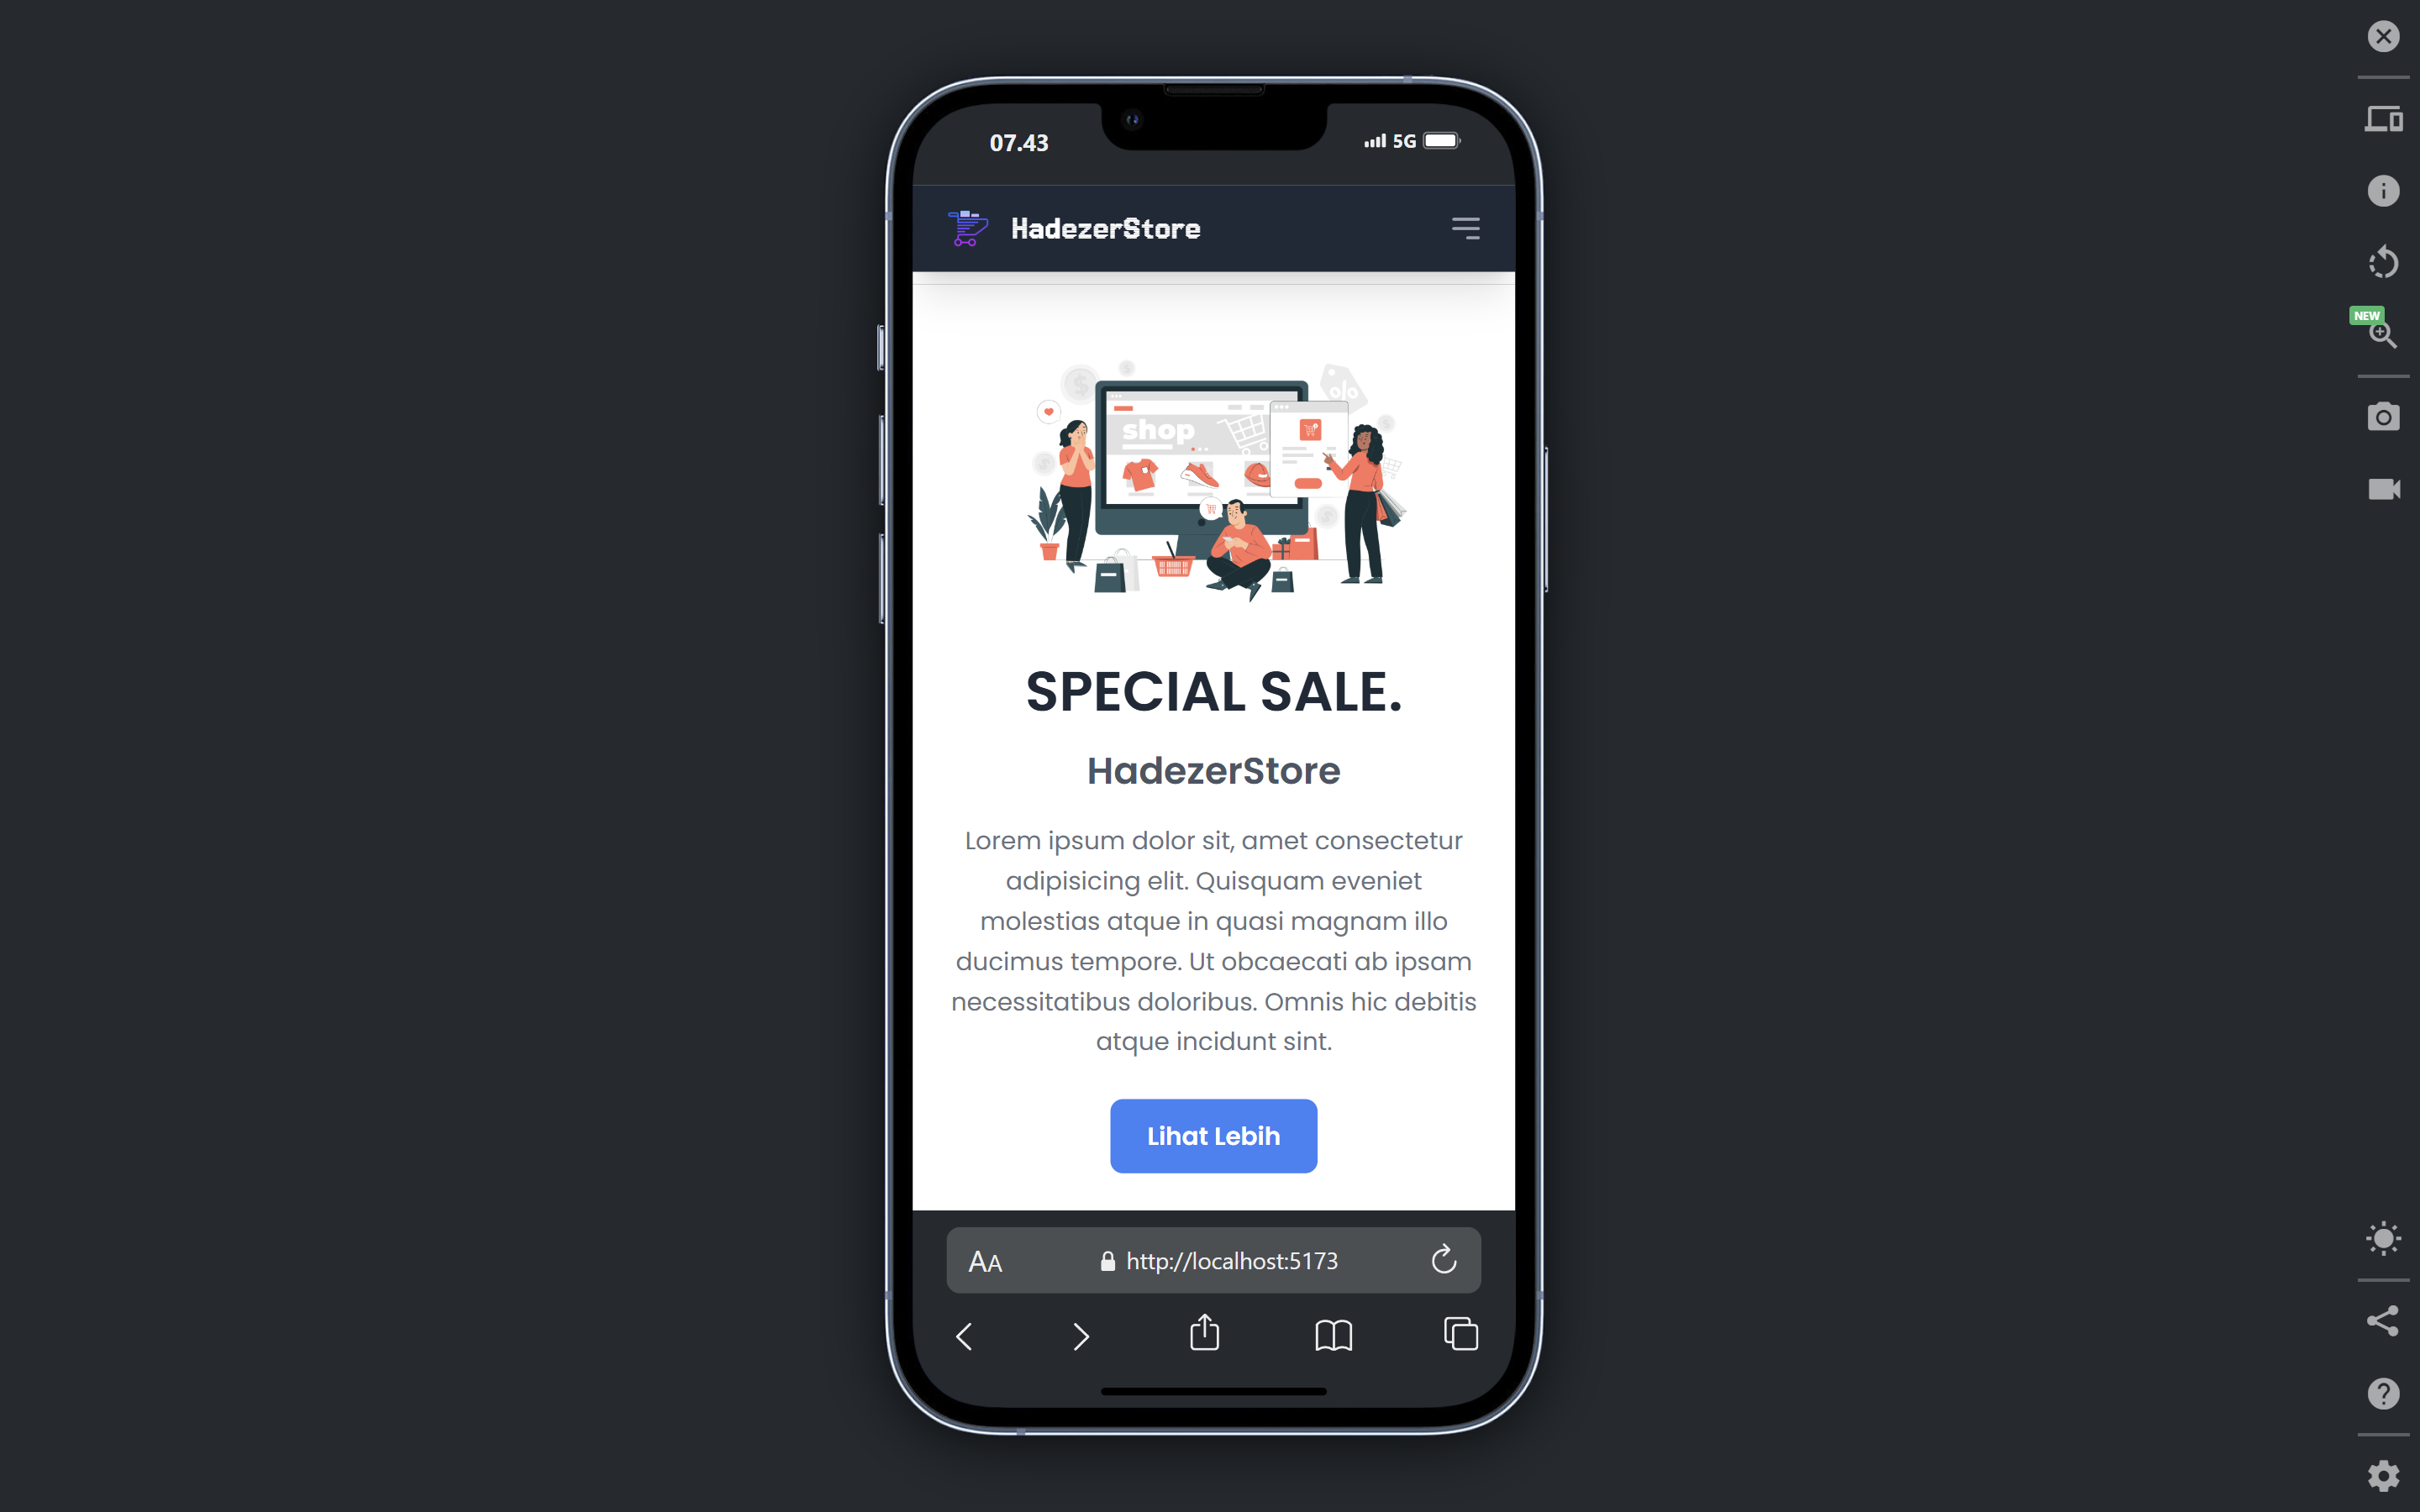 07.43
5G
HadezerStore
NEW
shop
SPECIAL SALE.
HadezerStore
Lorem ipsum dolor sit, amet consectetur
adipisicing elit. Quisquam eveniet
molestias atque in quasi magnam illo
ducimus tempore. Ut obcaecati ab ipsam
necessitatibus doloribus. Omnis hic debitis
atque incidunt sint.
Lihat Lebih
AA
http://localhost:5173